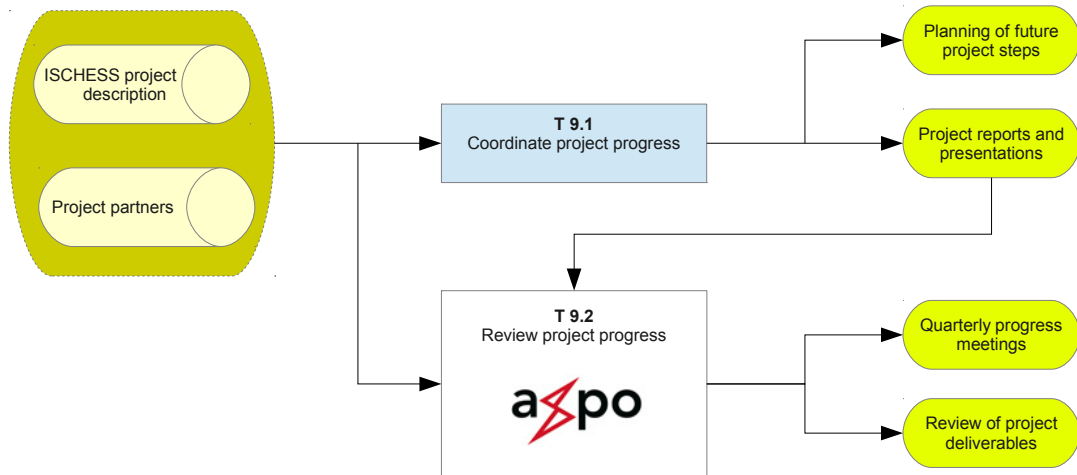 ISCHESS project
description
Project partners
T 9.1
Coordinate project progress
Planning of future
project steps
Project reports and
presentations
T 9.2
Review project progress
axpo
Quarterly progress
meetings
Review of project
deliverables